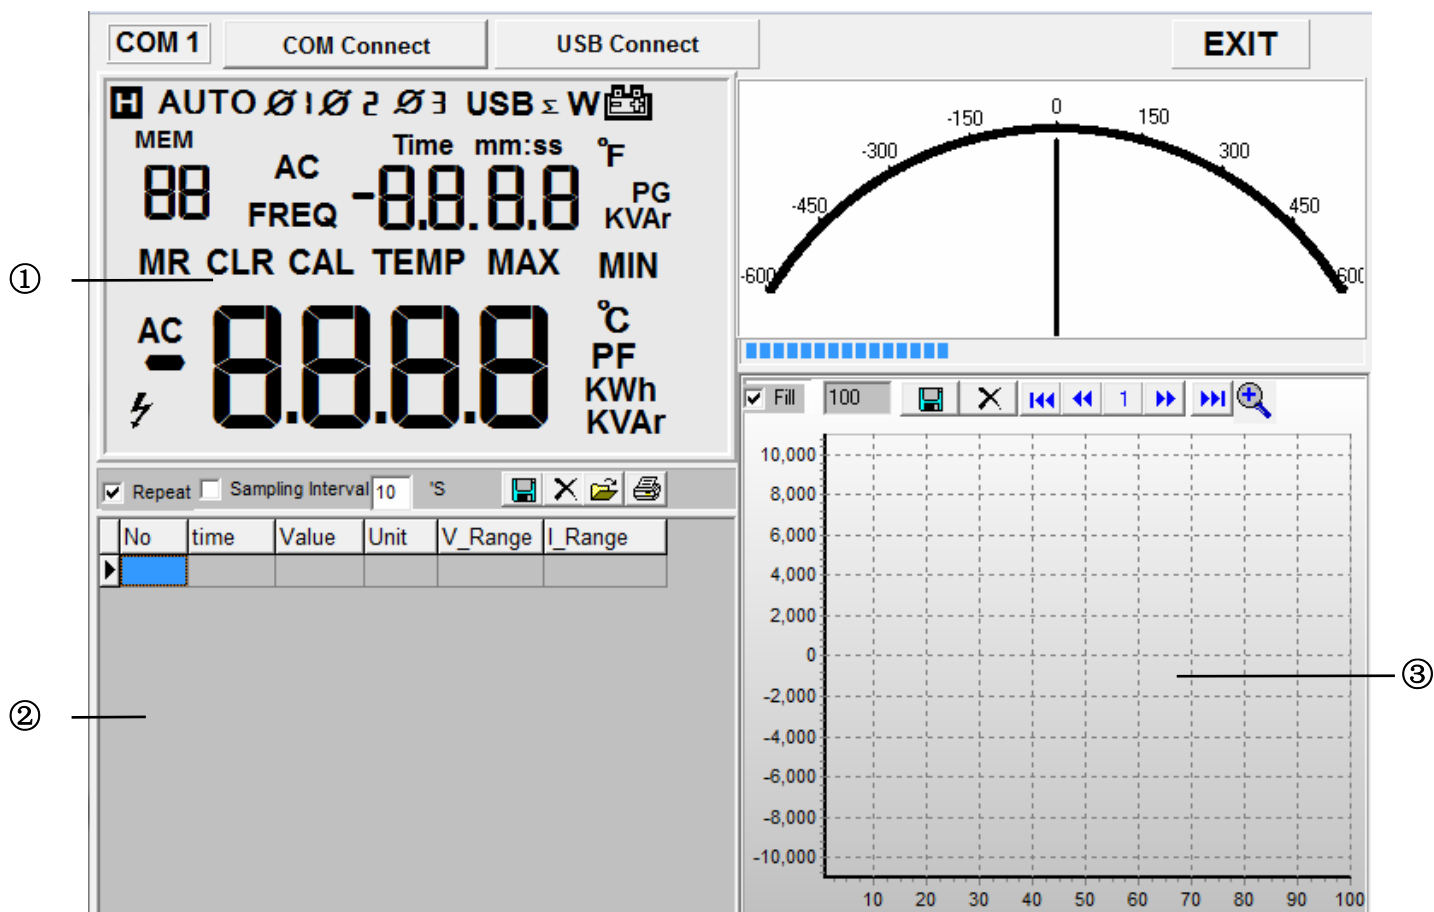 COM 1 COM Connect USB Connect EXIT
H AUTO Ø1Ø2 Ø3 USB Σ W
MEM Time mm:ss °F
88 AC -8.8.8.8 PG
FREQ KVAr
MR CLR CAL TEMP MAX MIN
①
AC 8.8.8.8 °C
PF
KWh
KVAr
-600 -450 -300 -150 0 150 300 450 600
Repeat Sampling Interval 10 "S
No time Value Unit V_Range I_Range
②
Fill 100 1
10,000
8,000
6,000
4,000
2,000
0
-2,000
-4,000
-6,000
-8,000
-10,000
10 20 30 40 50 60 70 80 90 100
③